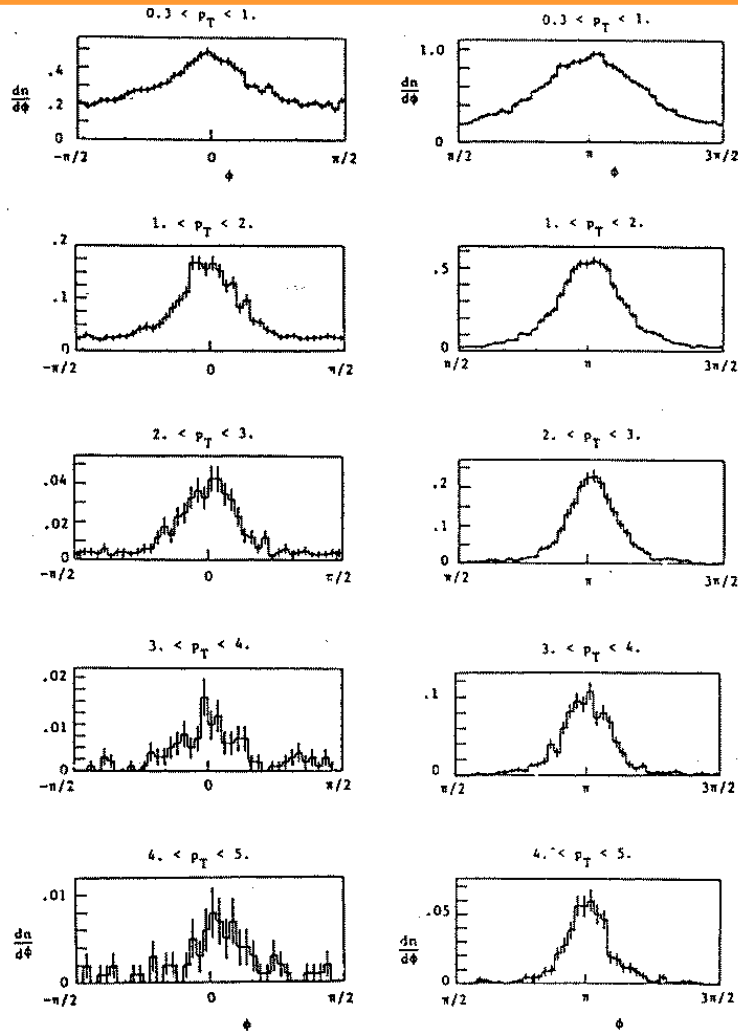 0.3 < p_T < 1.
.4
dn
dϕ
.2
0
-π/2
0
π/2
ϕ
0.3 < p_T < 1.
1.0
dn
dϕ
0
π/2
π
3π/2
ϕ
1. < p_T < 2.
.2
.1
0
-π/2
0
π/2
1. < p_T < 2.
.5
0
π/2
π
3π/2
2. < p_T < 3.
.04
.02
0
-π/2
0
π/2
2. < p_T < 3.
.2
.1
0
π/2
π
3π/2
3. < p_T < 4.
.02
.01
0
-π/2
0
π/2
3. < p_T < 4.
.1
0
π/2
π
3π/2
4. < p_T < 5.
.01
dn
dϕ
0
-π/2
0
π/2
ϕ
4. < p_T < 5.
.05
dn
dϕ
0
π/2
π
3π/2
ϕ